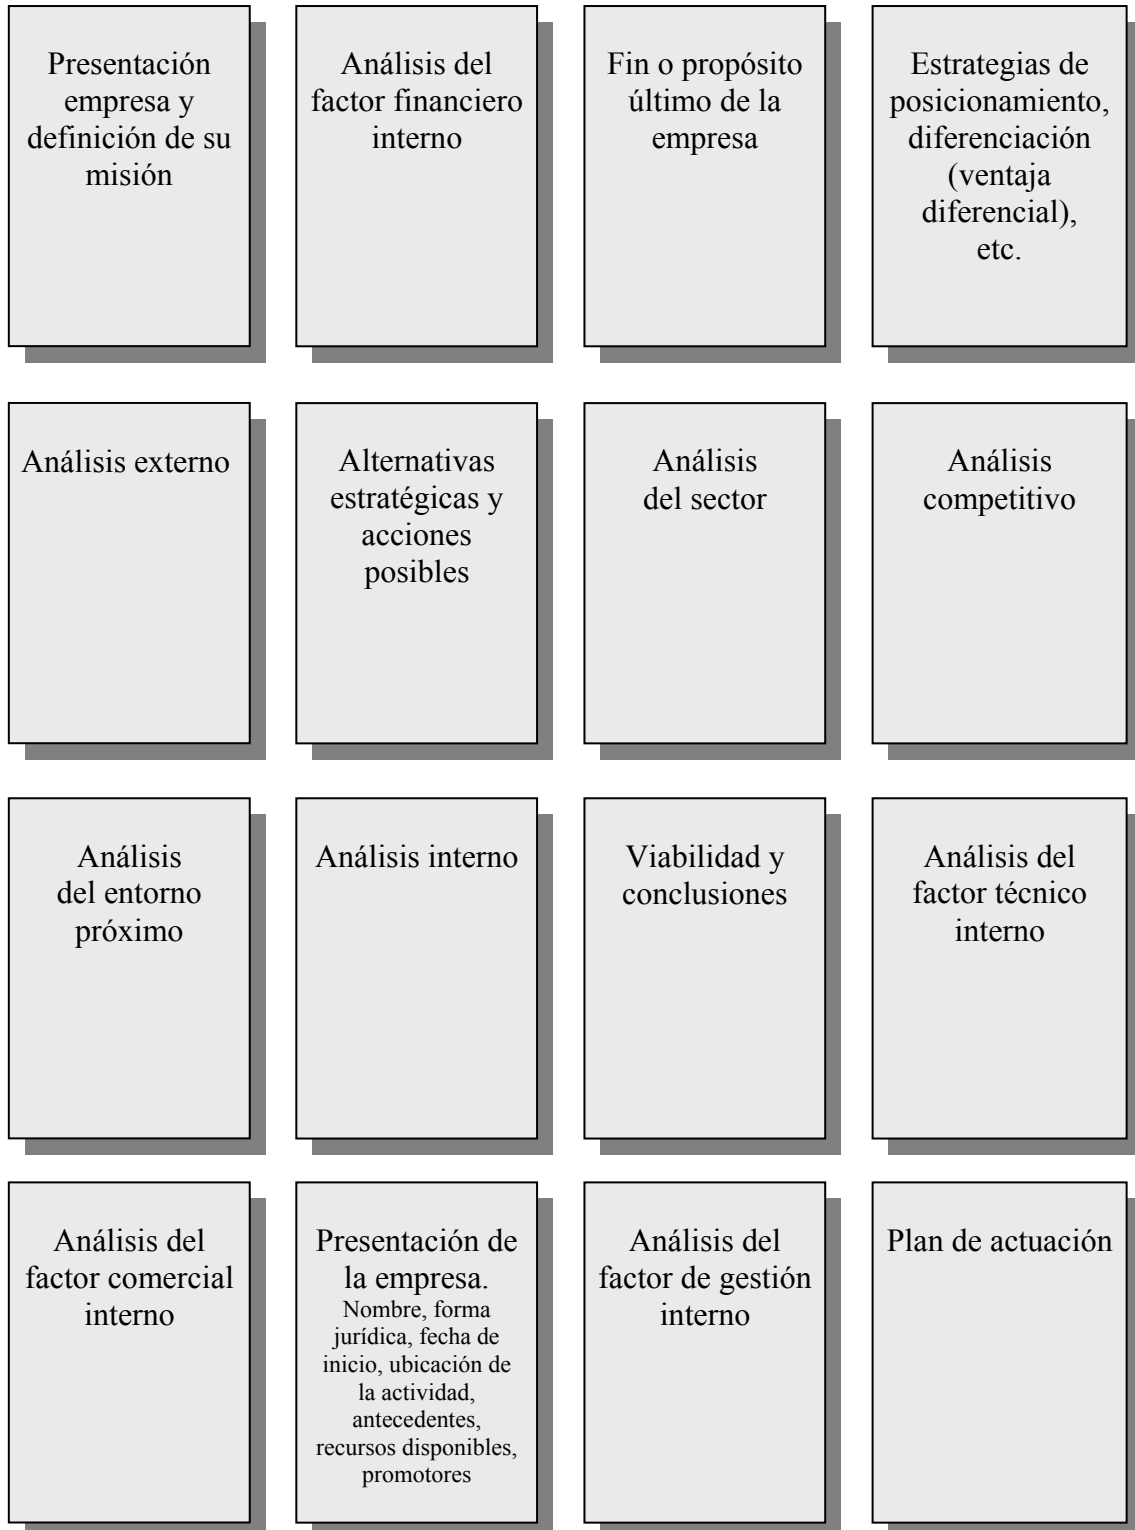 Presentación
empresa y
definición de su
misión
Análisis del
factor financiero
interno
Fin o propósito
último de la
empresa
Estrategias de
posicionamiento,
diferenciación
(ventaja
diferencial),
etc.
Análisis externo
Alternativas
estratégicas y
acciones
posibles
Análisis
del sector
Análisis
competitivo
Análisis
del entorno
próximo
Análisis interno
Viabilidad y
conclusiones
Análisis del
factor técnico
interno
Análisis del
factor comercial
interno
Presentación de
la empresa.
Nombre, forma
jurídica, fecha de
inicio, ubicación de
la actividad,
antecedentes,
recursos disponibles,
promotores
Análisis del
factor de gestión
interno
Plan de actuación